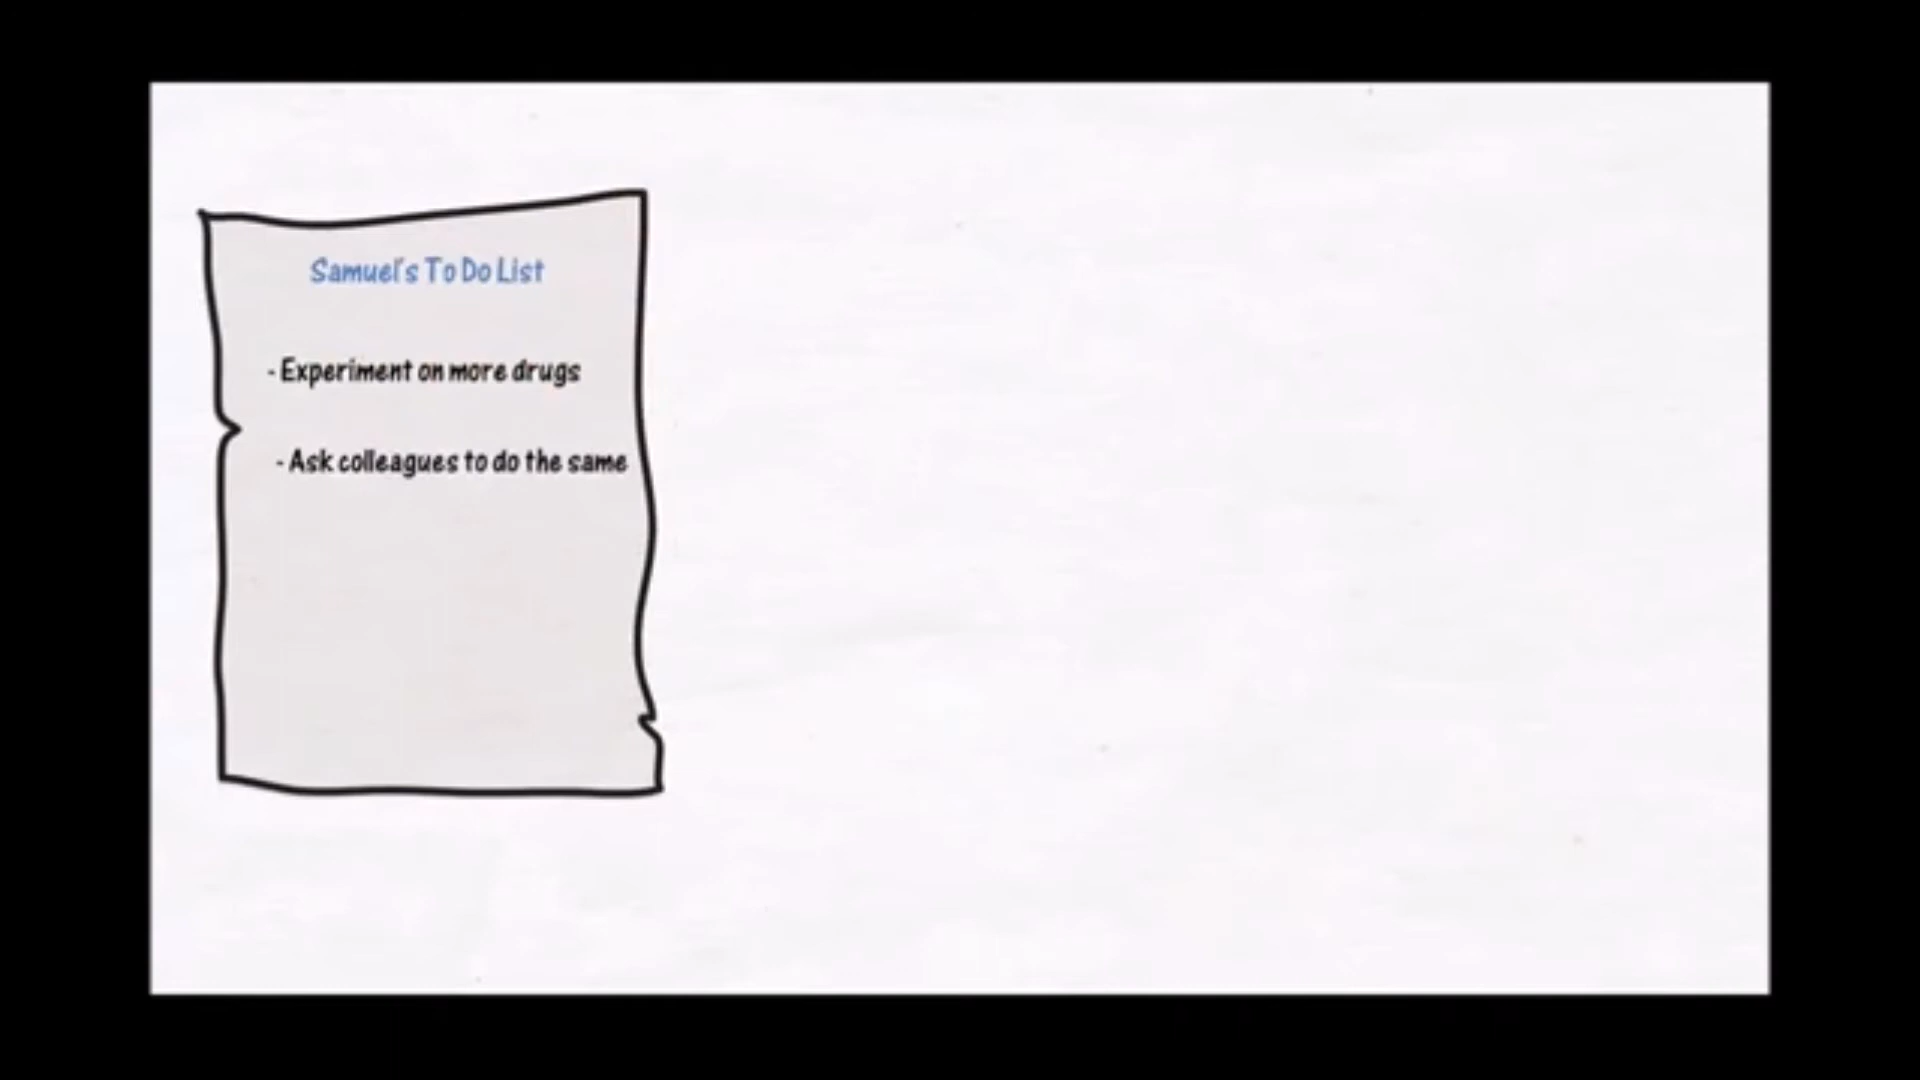 Samuel's To Do List
- Experiment on more drugs
- Ask colleagues to do the same